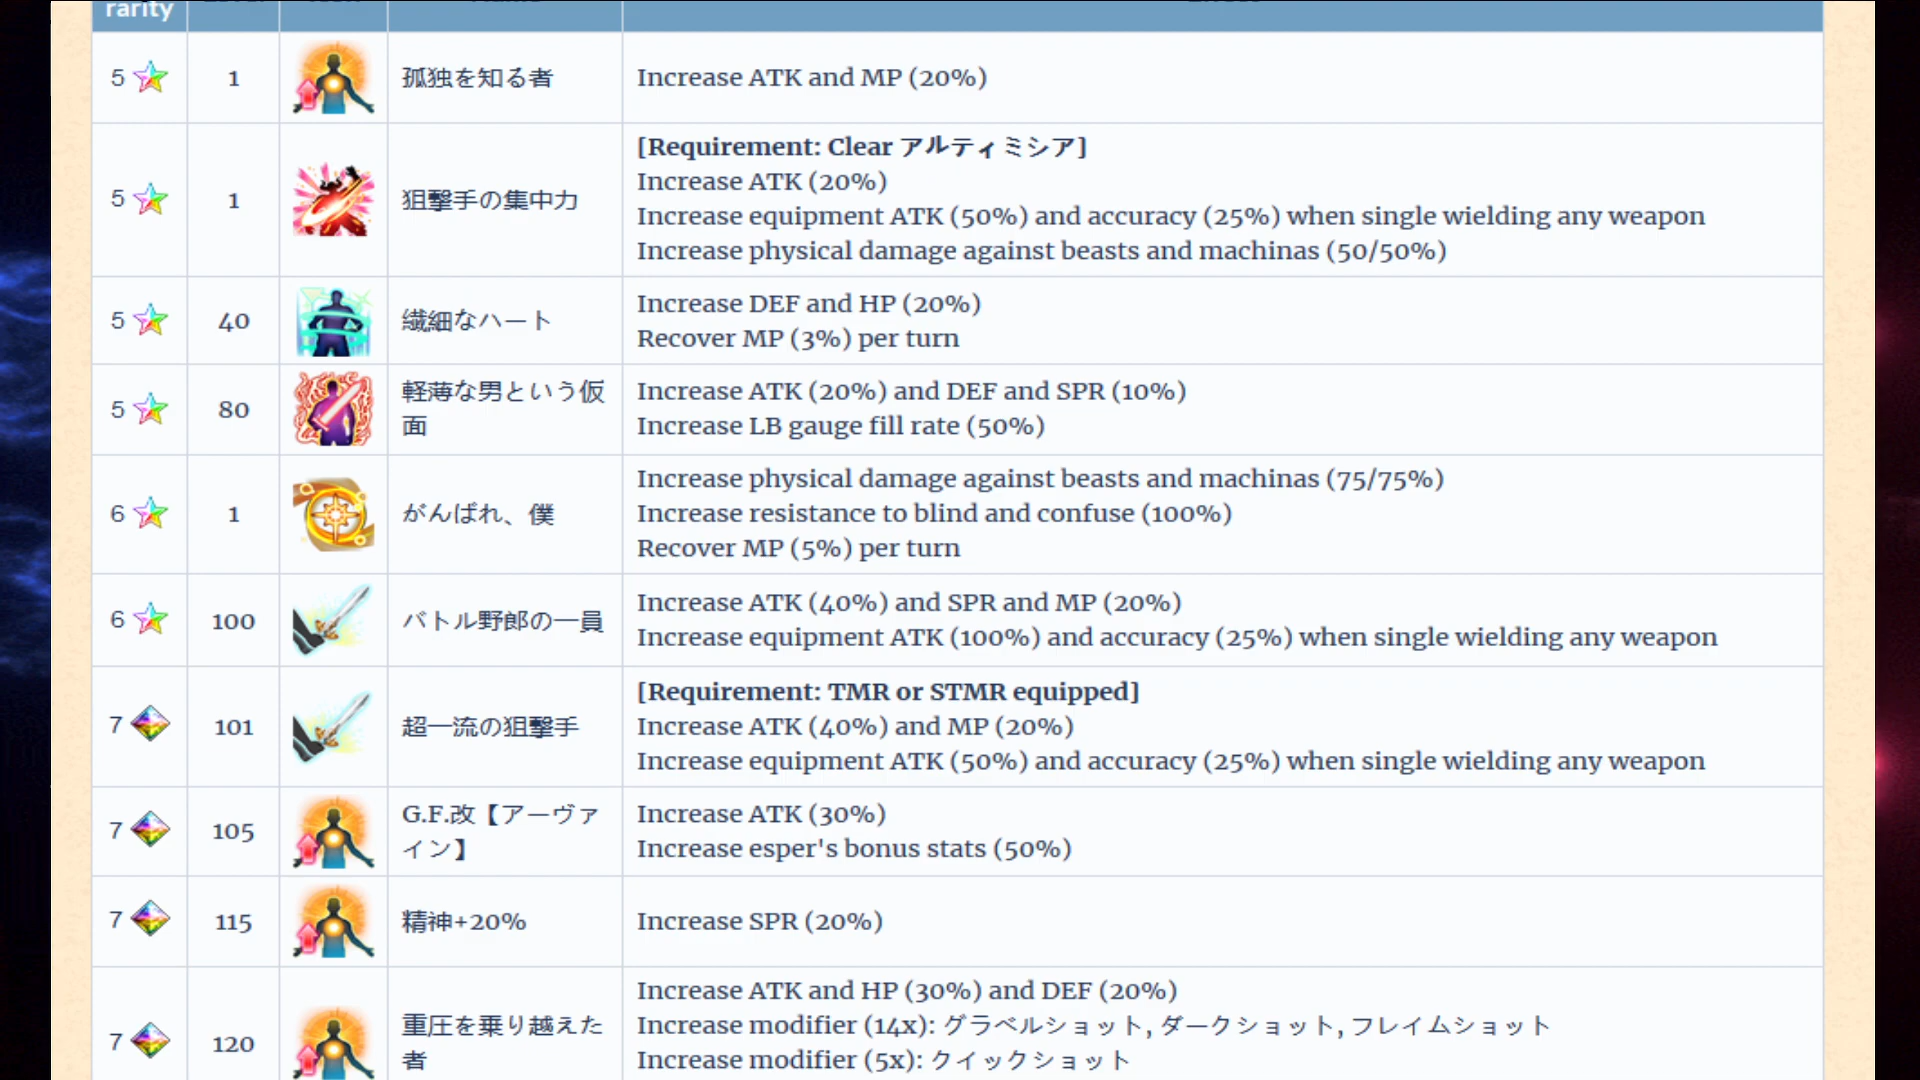 rarity
5 1 孤独を知る者 Increase ATK and MP (20%)
[Requirement: Clear アルティミシア]
Increase ATK (20%)
5 1 狙撃手の集中力
Increase equipment ATK (50%) and accuracy (25%) when single wielding any weapon
Increase physical damage against beasts and machinas (50/50%)
5 40 繊細なハート
Increase DEF and HP (20%)
Recover MP (3%) per turn
5 80 軽薄な男という仮
面
Increase ATK (20%) and DEF and SPR (10%)
Increase LB gauge fill rate (50%)
6 1 がんばれ、僕
Increase physical damage against beasts and machinas (75/75%)
Increase resistance to blind and confuse (100%)
Recover MP (5%) per turn
6 100 バトル野郎の一員
Increase ATK (40%) and SPR and MP (20%)
Increase equipment ATK (100%) and accuracy (25%) when single wielding any weapon
7 101 超一流の狙撃手
[Requirement: TMR or STMR equipped]
Increase ATK (40%) and MP (20%)
Increase equipment ATK (50%) and accuracy (25%) when single wielding any weapon
7 105 G.F.改【アーヴァ
イン】
Increase ATK (30%)
Increase esper's bonus stats (50%)
7 115 精神+20% Increase SPR (20%)
7 120 重圧を乗り越えた
者
Increase ATK and HP (30%) and DEF (20%)
Increase modifier (14x): グラベルショット, ダークショット, フレイムショット
Increase modifier (5x): クイックショット